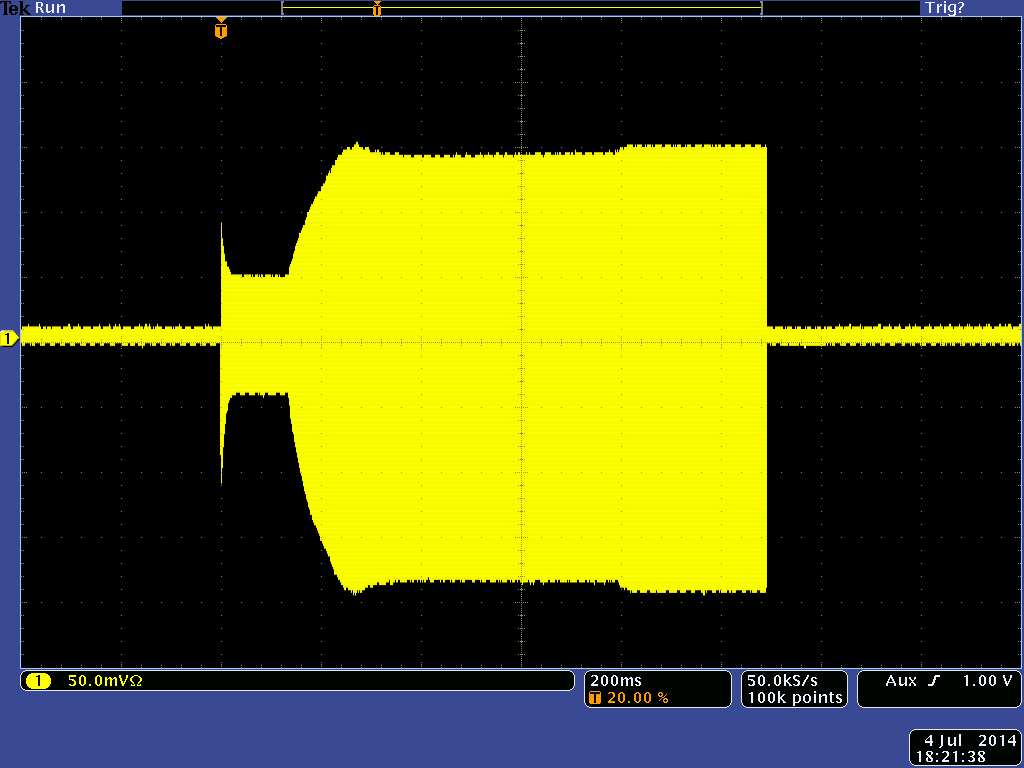 Tek Run Trig?
T
T
1
1 50.0mVΩ
200ms
T 20.00 %
50.0kS/s
100k points
Aux 1.00 V
4 Jul 2014
18:21:38